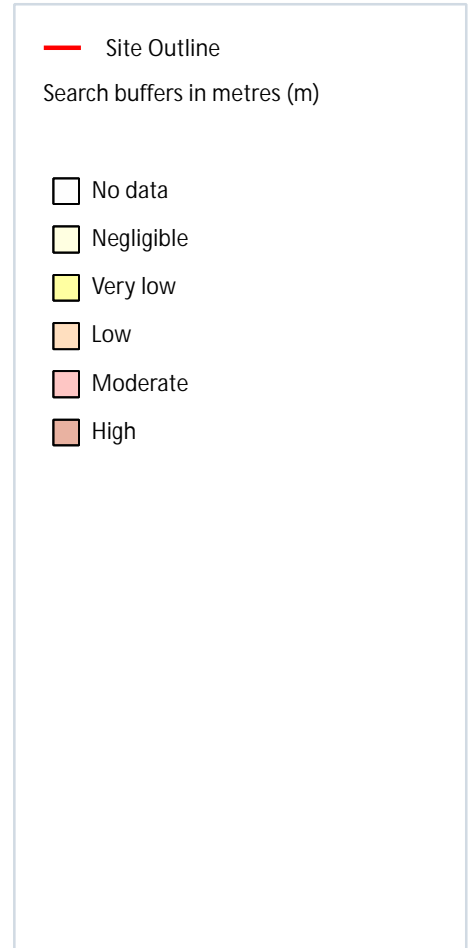 Site Outline
Search buffers in metres (m)
No data
Negligible
Very low
Low
Moderate
High